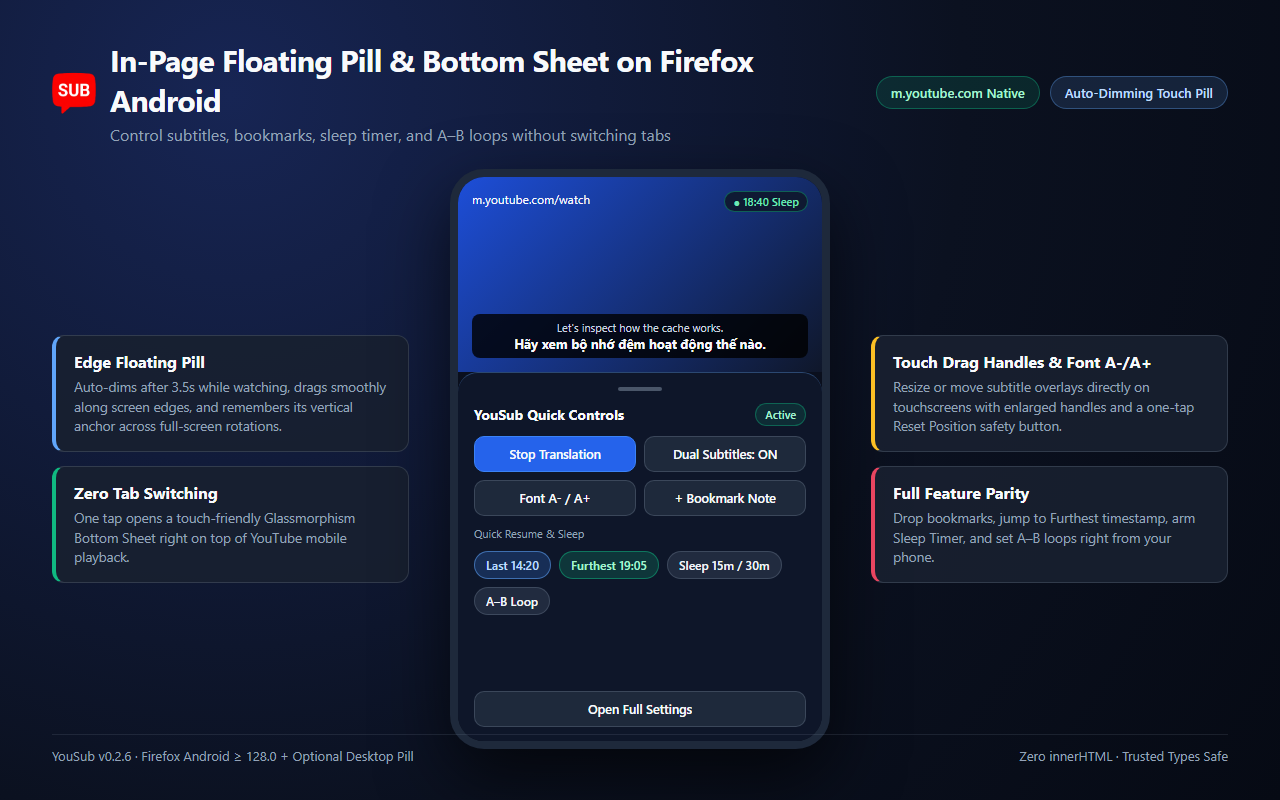 SUB
In-Page Floating Pill & Bottom Sheet on Firefox
Android
Control subtitles, bookmarks, sleep timer, and A–B loops without switching tabs
m.youtube.com Native
Auto-Dimming Touch Pill
m.youtube.com/watch
● 18:40 Sleep
Let's inspect how the cache works.
Hãy xem bộ nhớ đệm hoạt động thế nào.
YouSub Quick Controls
Active
Stop Translation
Dual Subtitles: ON
Font A- / A+
+ Bookmark Note
Quick Resume & Sleep
Last 14:20
Furthest 19:05
Sleep 15m / 30m
A–B Loop
Open Full Settings
Edge Floating Pill
Auto-dims after 3.5s while watching, drags smoothly
along screen edges, and remembers its vertical
anchor across full-screen rotations.
Zero Tab Switching
One tap opens a touch-friendly Glassmorphism
Bottom Sheet right on top of YouTube mobile
playback.
Touch Drag Handles & Font A-/A+
Resize or move subtitle overlays directly on
touchscreens with enlarged handles and a one-tap
Reset Position safety button.
Full Feature Parity
Drop bookmarks, jump to Furthest timestamp, arm
Sleep Timer, and set A–B loops right from your
phone.
YouSub v0.2.6 · Firefox Android ≥ 128.0 + Optional Desktop Pill
Zero innerHTML · Trusted Types Safe